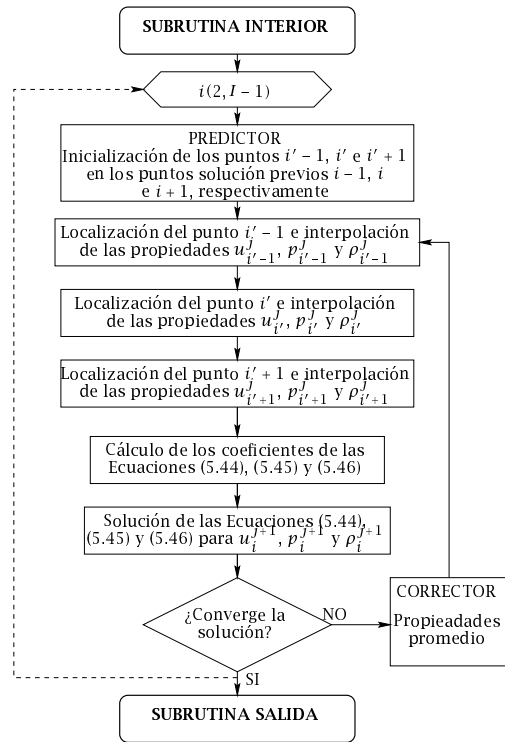 SUBRUTINA INTERIOR
i(2, I − 1)
PREDICTOR
Inicialización de los puntos i′ − 1, i′ e i′ + 1
en los puntos solución previos i − 1, i
e i + 1, respectivamente
Localización del punto i′ − 1 e interpolación
de las propiedades u^j_{i′−1}, p^j_{i′−1} y ρ^j_{i′−1}
Localización del punto i′ e interpolación
de las propiedades u^j_{i′}, p^j_{i′} y ρ^j_{i′}
Localización del punto i′ + 1 e interpolación
de las propiedades u^j_{i′+1}, p^j_{i′+1} y ρ^j_{i′+1}
Cálculo de los coeficientes de las
Ecuaciones (5.44), (5.45) y (5.46)
Solución de las Ecuaciones (5.44),
(5.45) y (5.46) para u^{j+1}_i, p^{j+1}_i y ρ^{j+1}_i
¿Converge la
solución?
NO
CORRECTOR
Propieadades
promedio
SI
SUBRUTINA SALIDA